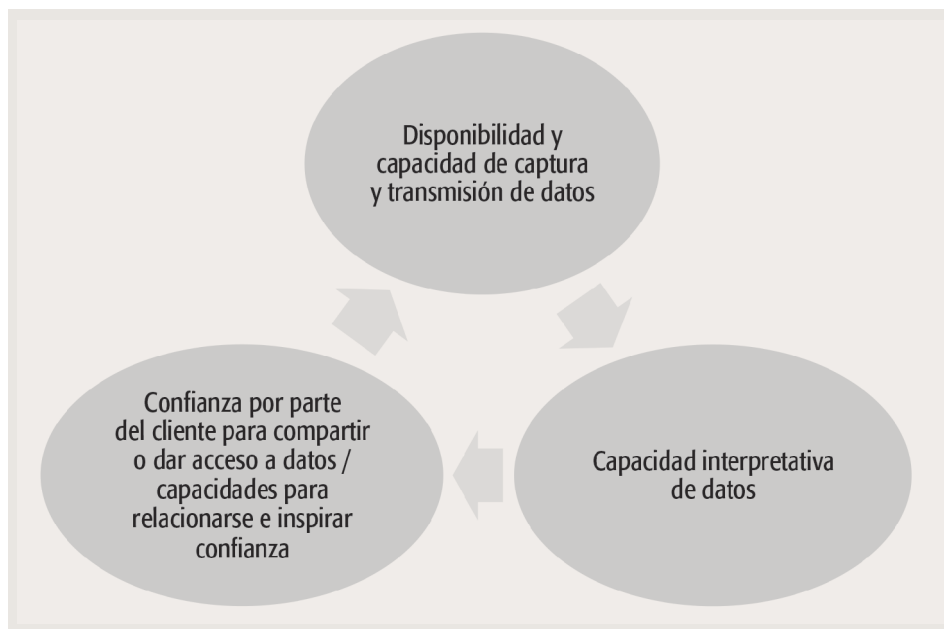 Disponibilidad y
capacidad de captura
y transmisión de datos
Capacidad interpretativa
de datos
Confianza por parte
del cliente para compartir
o dar acceso a datos /
capacidades para
relacionarse e inspirar
confianza